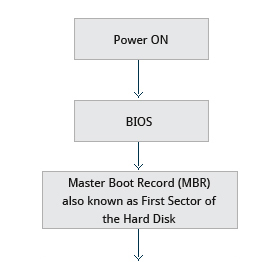 Power ON
BIOS
Master Boot Record (MBR)
also known as First Sector of
the Hard Disk